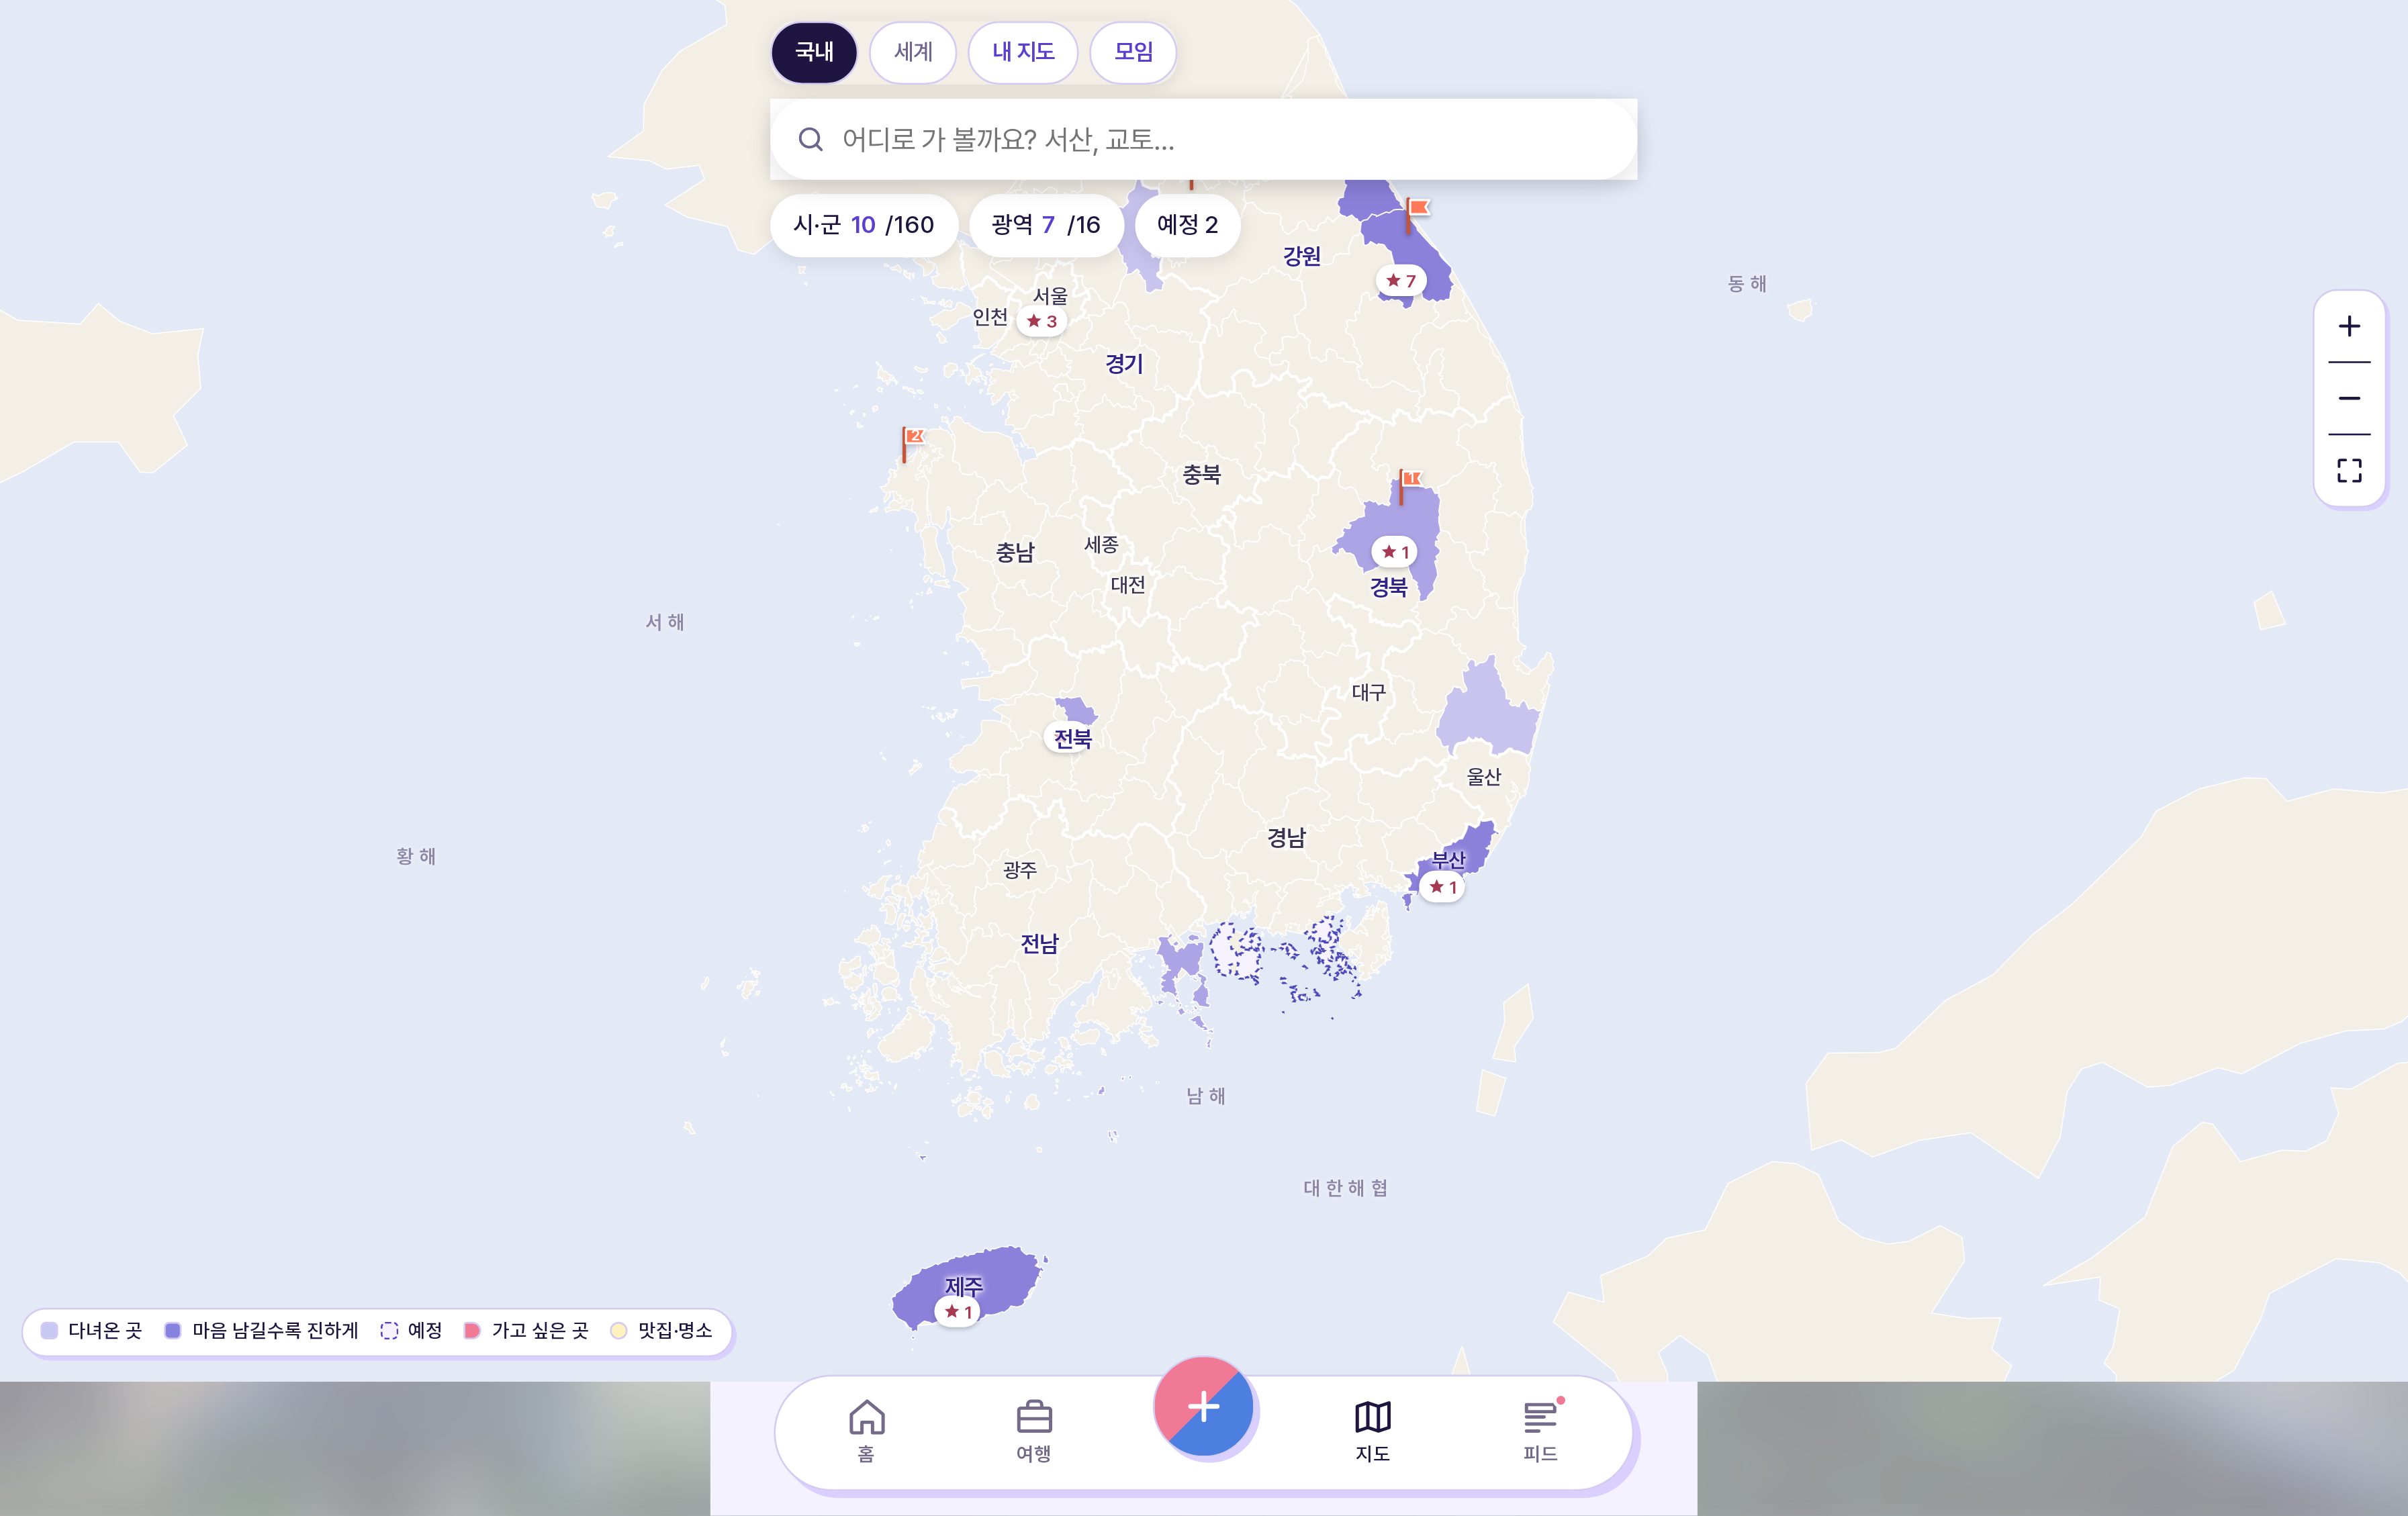 국내 세계 내 지도 모임
어디로 가 볼까요? 서산, 교토...
시·군 10 /160 광역 7 /16 예정 2
강원
7
동해
서울
인천
3
경기
2
충북
1
충남
세종
1
대전
경북
서해
대구
전북
울산
경남
황해
부산
광주
1
전남
남해
대한해협
제주
1
다녀온 곳 마음 남길수록 진하게 예정 가고 싶은 곳 맛집·명소
홈 여행 지도 피드